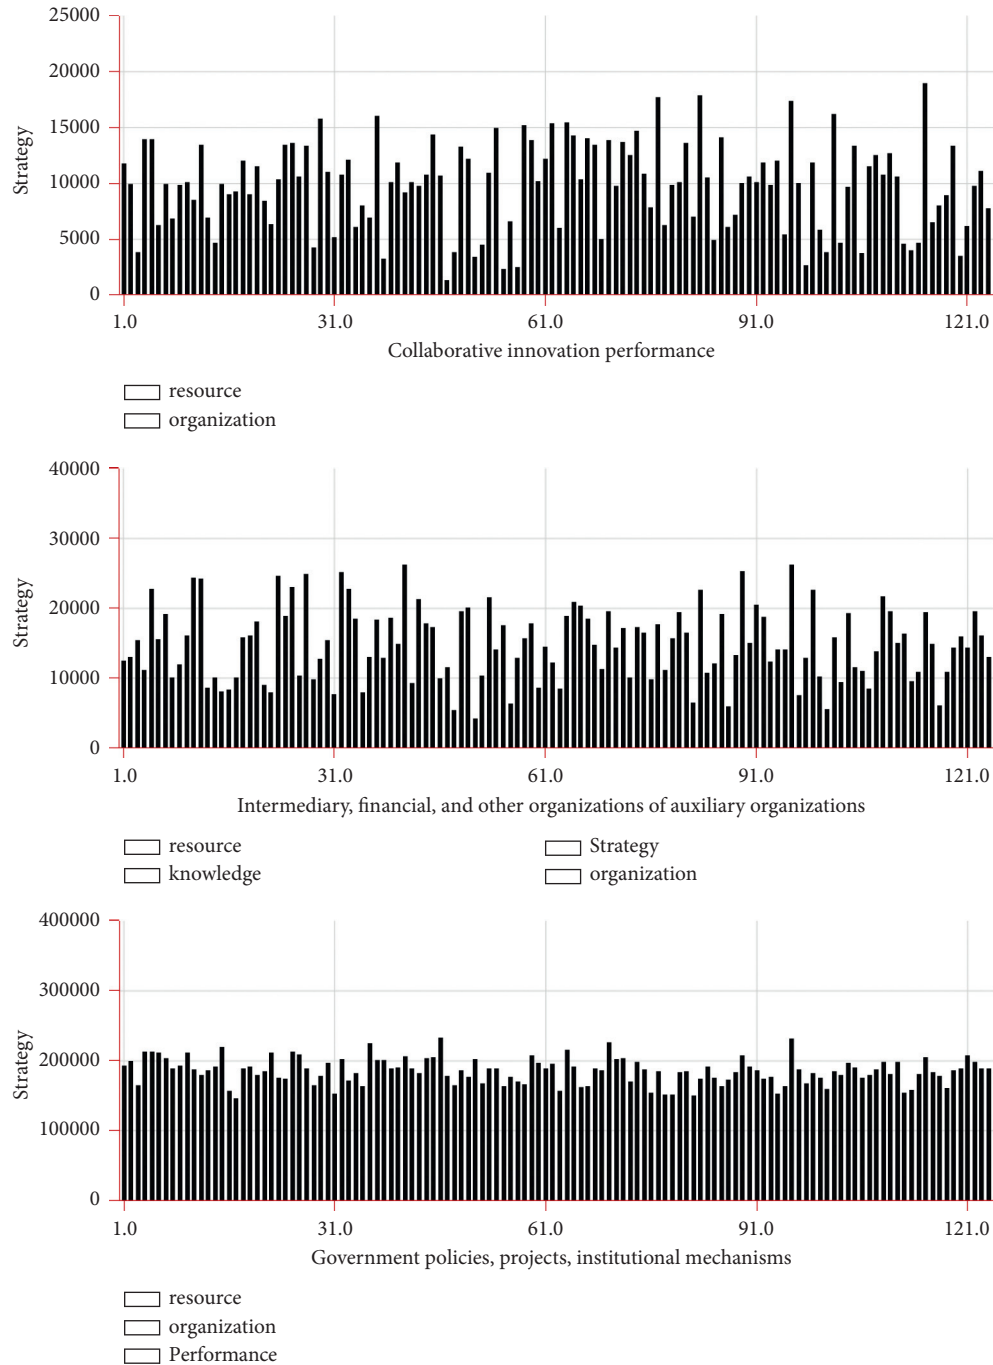 25000
20000
15000
10000
5000
0
Strategy
1.0 31.0 61.0 91.0 121.0
Collaborative innovation performance
resource
organization
40000
30000
20000
10000
0
Strategy
1.0 31.0 61.0 91.0 121.0
Intermediary, financial, and other organizations of auxiliary organizations
resource Strategy
knowledge organization
400000
300000
200000
100000
0
Strategy
1.0 31.0 61.0 91.0 121.0
Government policies, projects, institutional mechanisms
resource
organization
Performance